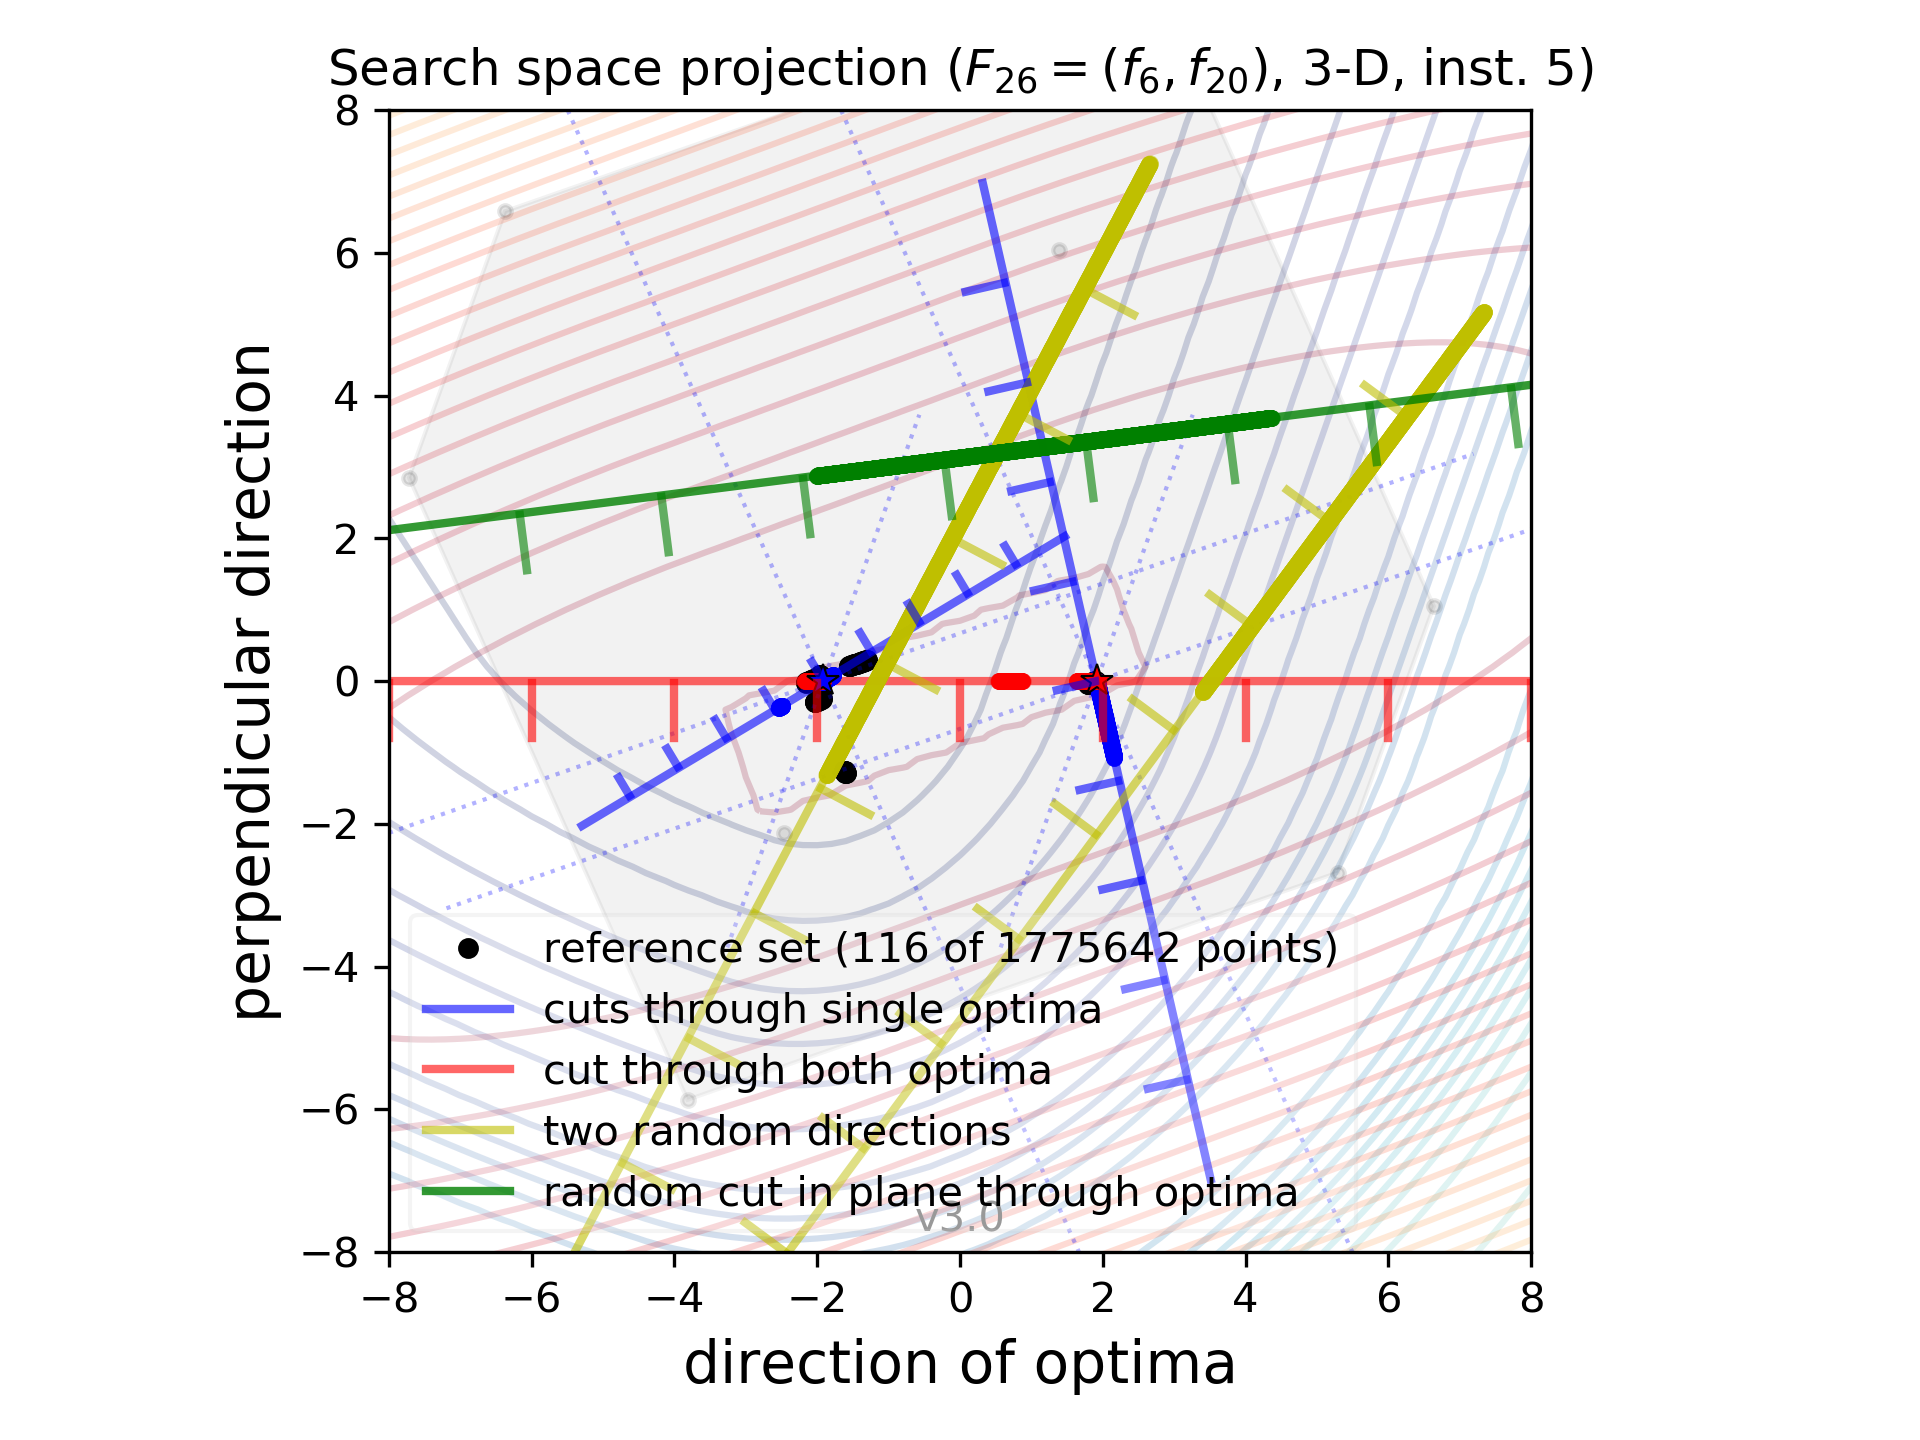 Search space projection (F26 = (f6, f20), 3-D, inst. 5)
8
6
4
2
0
−2
−4
−6
−8
perpendicular direction
reference set (116 of 1775642 points)
cuts through single optima
cut through both optima
two random directions
random cut in plane through optima
v3.0
−8 −6 −4 −2 0 2 4 6 8
direction of optima